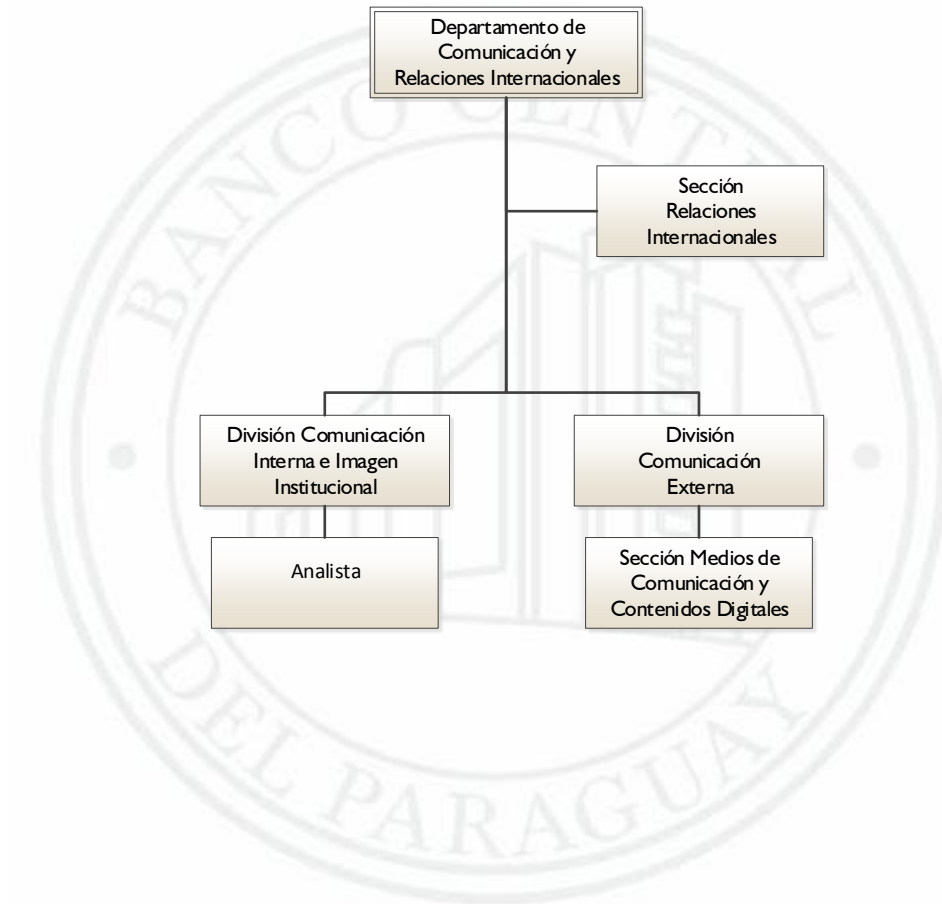 Departamento de
Comunicación y
Relaciones Internacionales
Sección
Relaciones
Internacionales
División Comunicación
Interna e Imagen
Institucional
División
Comunicación
Externa
Analista
Sección Medios de
Comunicación y
Contenidos Digitales
BANCO CENTRAL
DEL PARAGUAY